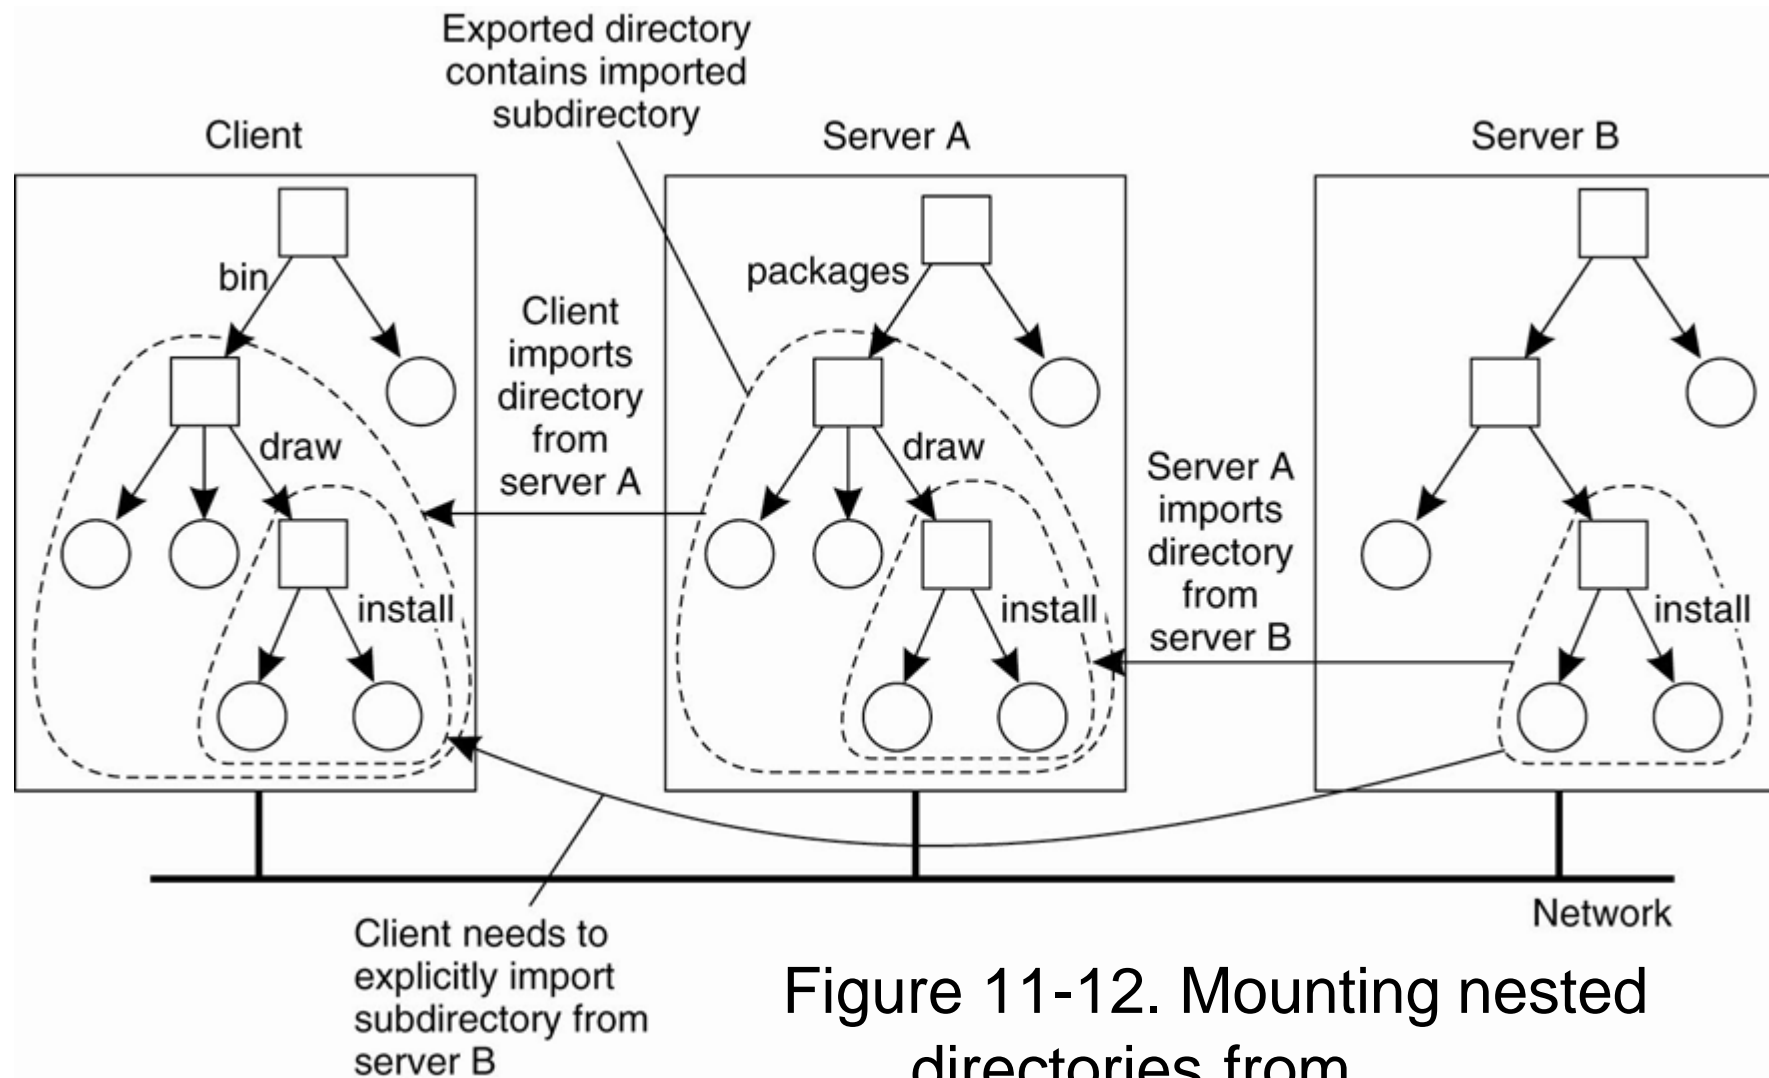 Exported directory
contains imported
subdirectory
Client
Server A
Server B
bin
packages
Client
imports
directory
from
server A
draw
draw
Server A
imports
directory
from
server B
install
install
install
Network
Client needs to
explicitly import
subdirectory from
server B
Figure 11-12. Mounting nested
directories from